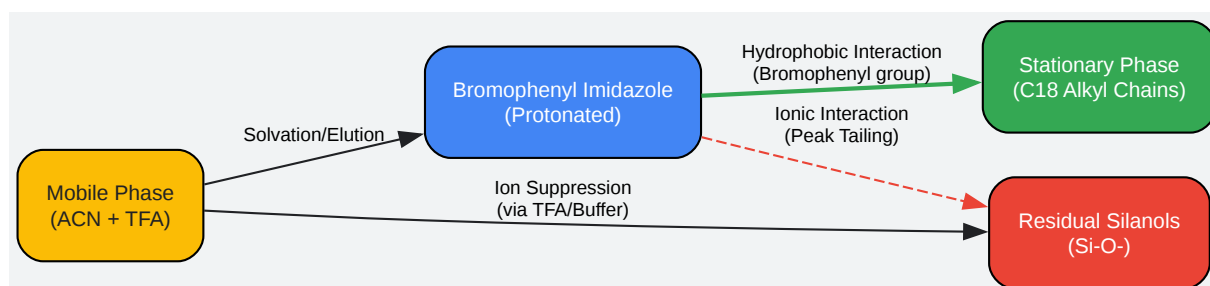 Hydrophobic Interaction
(Bromophenyl group)
Stationary Phase
(C18 Alkyl Chains)
Bromophenyl Imidazole
(Protonated)
Ionic Interaction
(Peak Tailing)
Solvation/Elution
Mobile Phase
(ACN + TFA)
Ion Suppression
(via TFA/Buffer)
Residual Silanols
(Si-O-)